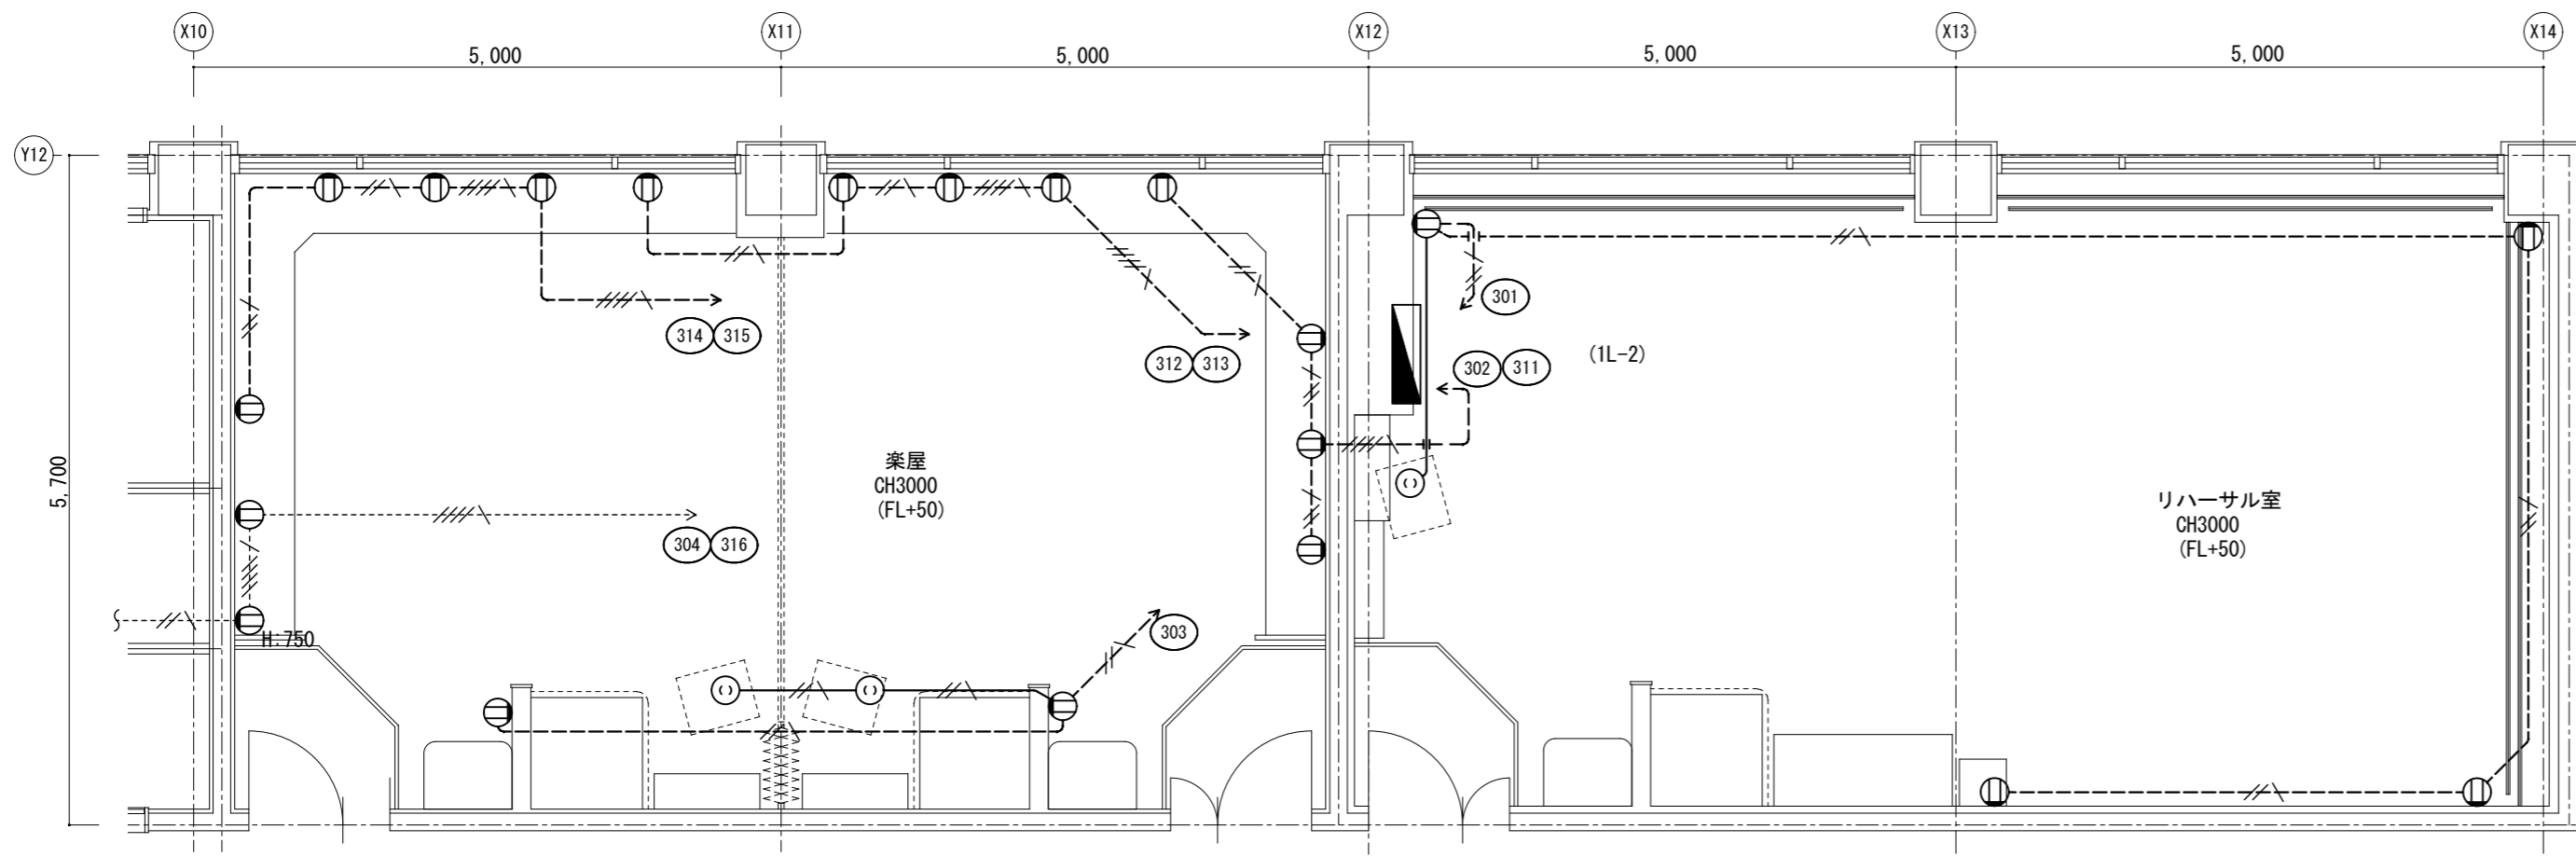 X10
X11
X12
X13
X14
5,000
5,000
5,000
5,000
Y12
5,700
301
314 315
312 313
302 311
(1L-2)
楽屋
CH3000
(FL+50)
リハーサル室
CH3000
(FL+50)
304 316
303
H:750